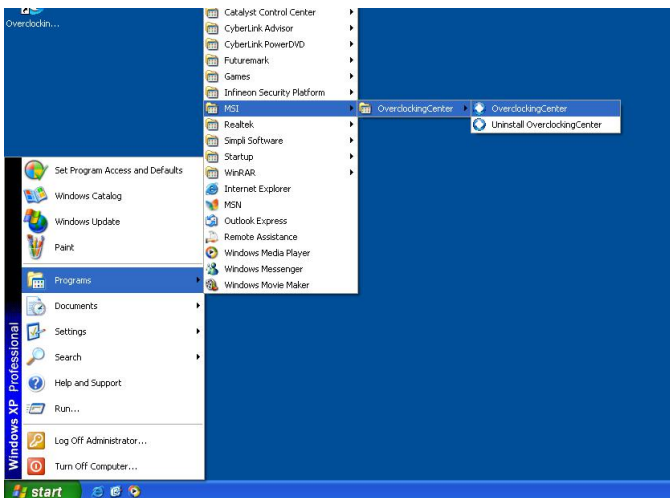 Overclockin...
Catalyst Control Center
CyberLink Advisor
CyberLink PowerDVD
Futuremark
Games
Infineon Security Platform
MSI
OverclockingCenter
OverclockingCenter
Realtek
Uninstall OverclockingCenter
Simpli Software
Startup
WinRAR
Internet Explorer
MSN
Outlook Express
Remote Assistance
Windows Media Player
Windows Messenger
Windows Movie Maker
Set Program Access and Defaults
Windows Catalog
Windows Update
Paint
Programs
Documents
Settings
Search
Help and Support
Run...
Log Off Administrator...
Turn Off Computer...
Windows XP Professional
start